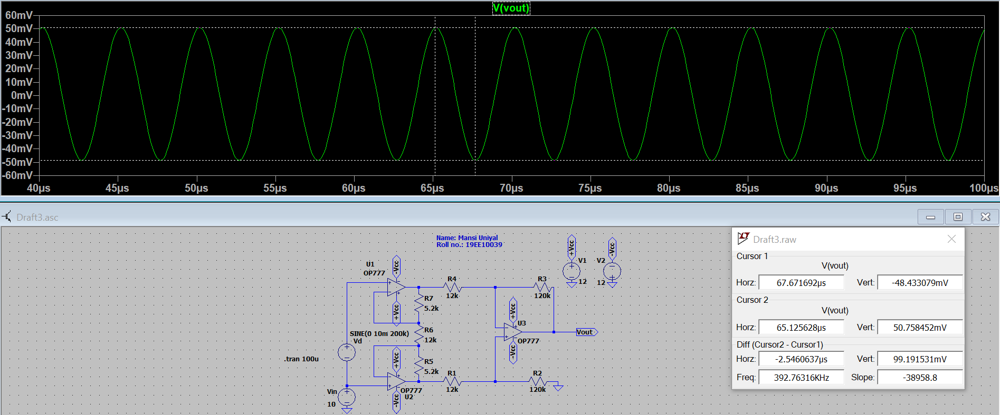 V(vout)
60mV
50mV
40mV
30mV
20mV
10mV
0mV
-10mV
-20mV
-30mV
-40mV
-50mV
-60mV
40µs 45µs 50µs 55µs 60µs 65µs 70µs 75µs 80µs 85µs 90µs 95µs 100µs
Draft3.asc
Name: Mansi Uniyal
Roll no.: 19EE10039
U1
OP777
-Vcc
+Vcc
R4
12k
R3
120k
R7
5.2k
R6
12k
R5
5.2k
SINE(0 10m 200k)
Vd
.tran 100u
+Vcc
-Vcc
OP777
U2
Vin
10
R1
12k
R2
120k
+Vcc
U3
OP777
-Vcc
Vout
+Vcc
V1
12
-Vcc
V2
12
Draft3.raw
Cursor 1
V(vout)
Horz: 67.671692µs Vert: -48.433079mV
Cursor 2
V(vout)
Horz: 65.125628µs Vert: 50.758452mV
Diff (Cursor2 - Cursor1)
Horz: -2.5460637µs Vert: 99.191531mV
Freq: 392.76316KHz Slope: -38958.8